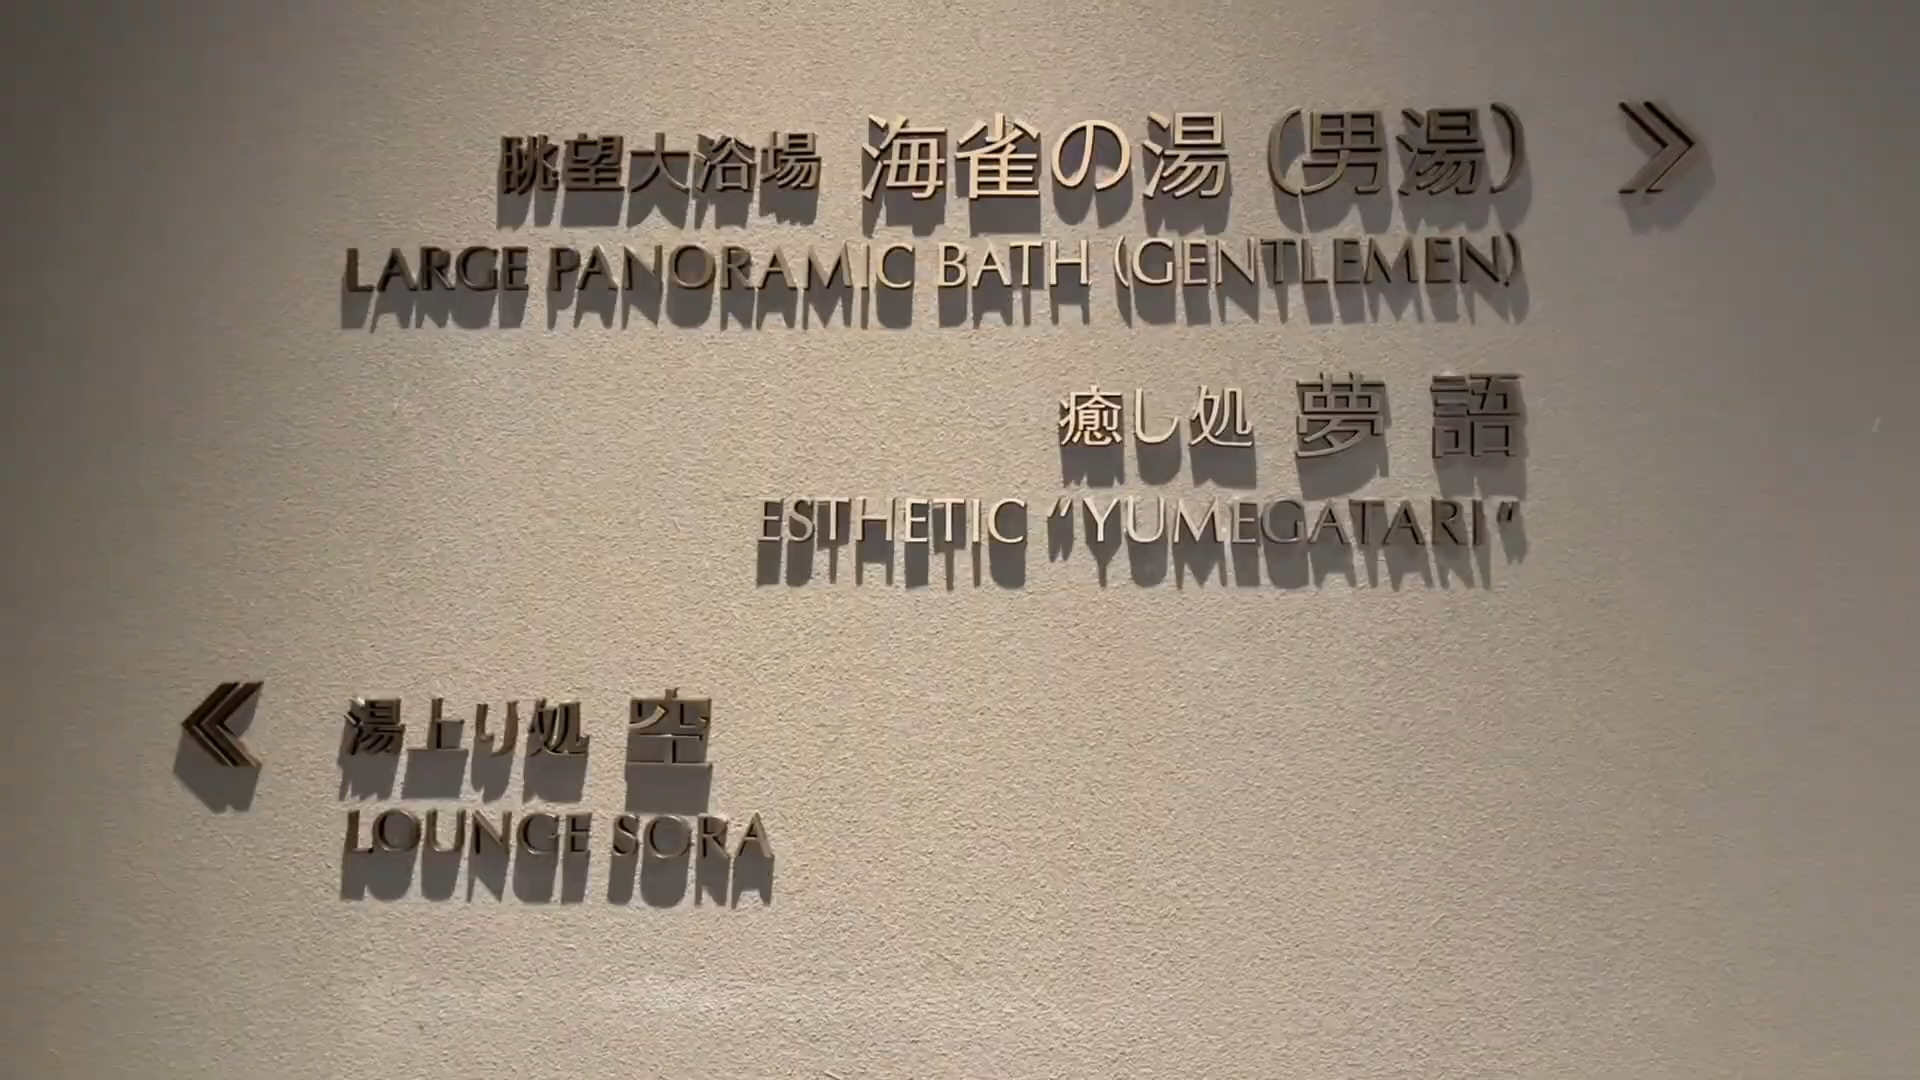 眺望大浴場 海雀の湯 (男湯) 》
LARGE PANORAMIC BATH (GENTLEMEN)
癒し処 夢 語
ESTHETIC “YUMEGATARI”
《 湯上り処 空
LOUNGE SORA